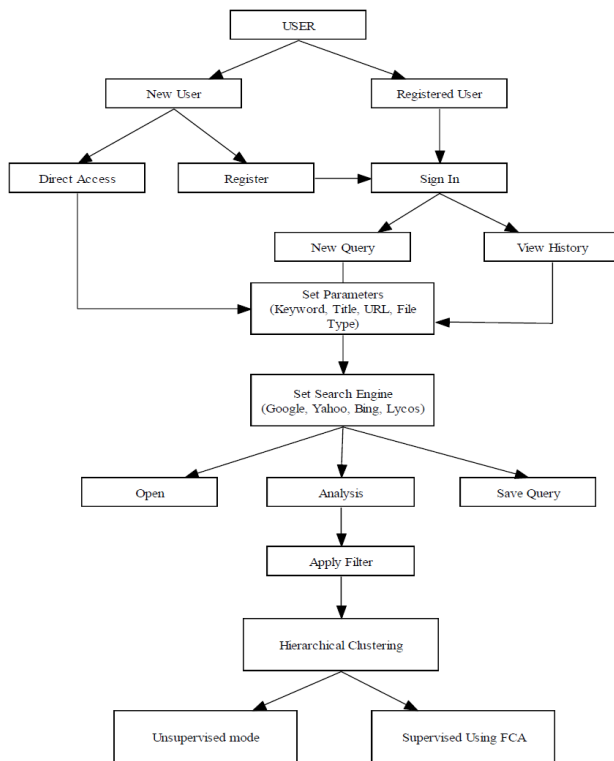 USER
New User
Registered User
Direct Access
Register
Sign In
New Query
View History
Set Parameters
(Keyword, Title, URL, File
Type)
Set Search Engine
(Google, Yahoo, Bing, Lycos)
Open
Analysis
Save Query
Apply Filter
Hierarchical Clustering
Unsupervised mode
Supervised Using FCA